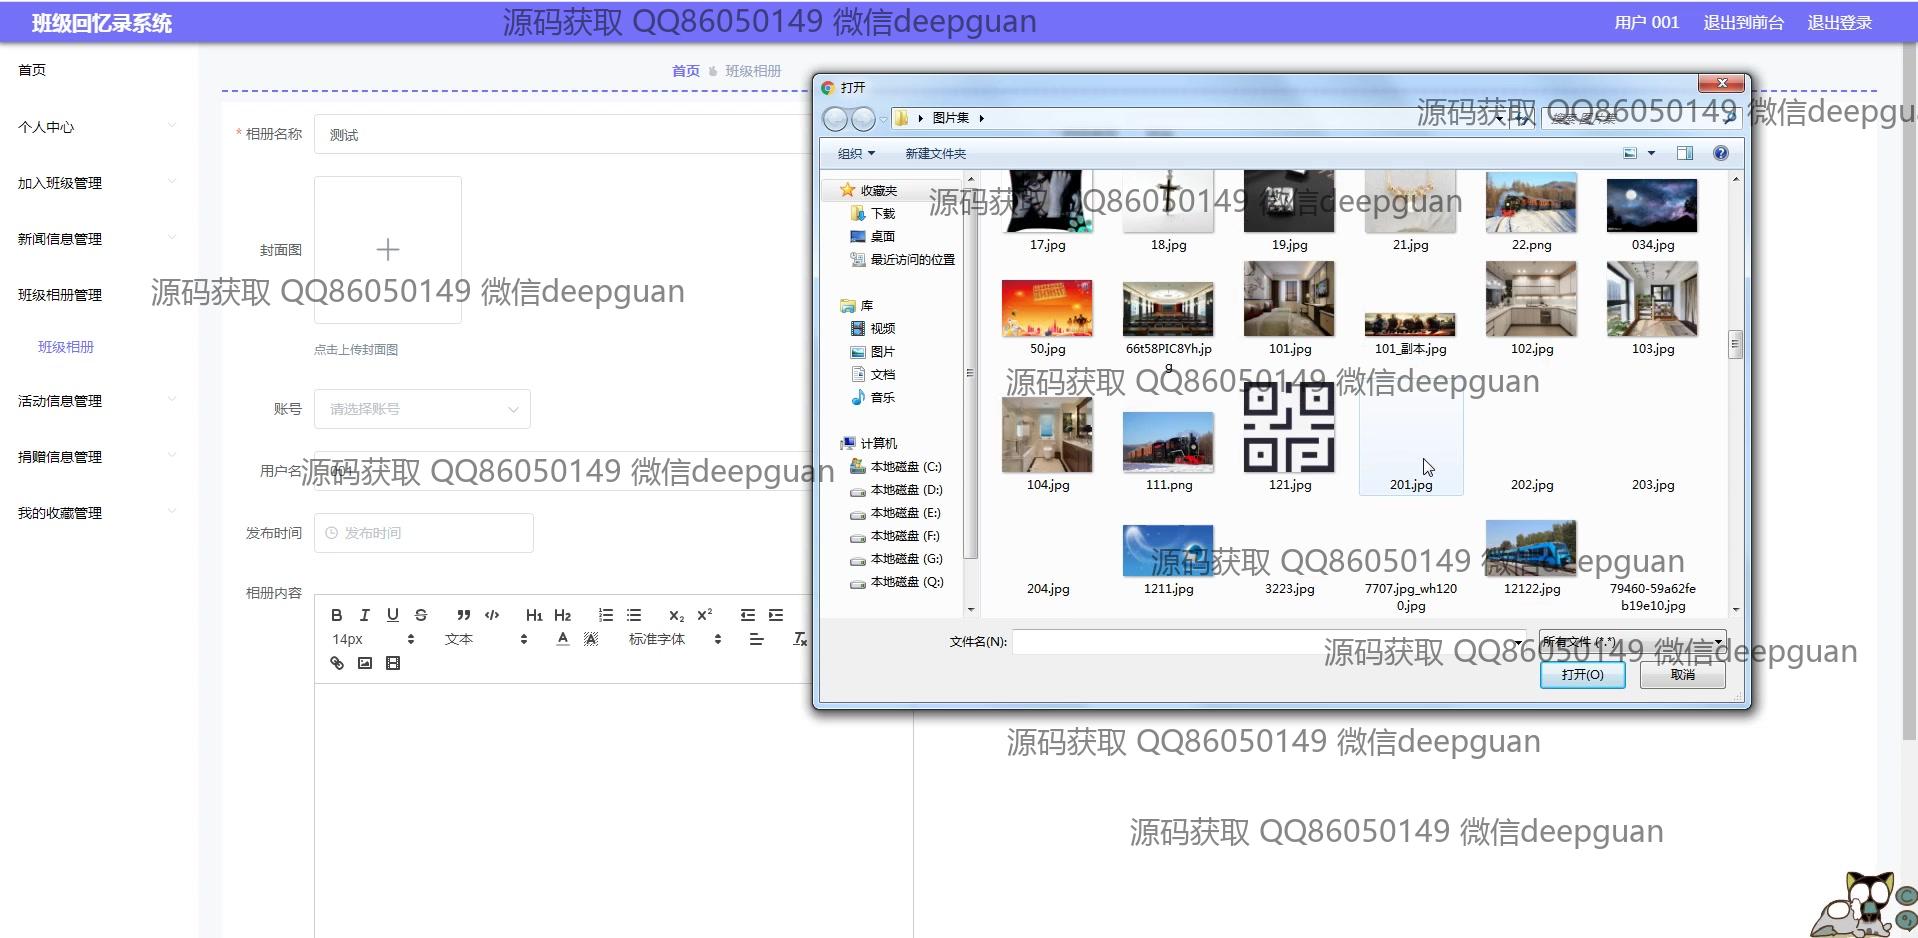 班级回忆录系统
源码获取 QQ86050149 微信deepguan
用户 001 退出到前台 退出登录
首页
个人中心
加入班级管理
新闻信息管理
班级相册管理
班级相册
活动信息管理
捐赠信息管理
我的收藏管理
首页 班级相册
* 相册名称 测试
封面图
源码获取 QQ86050149 微信deepguan
点击上传封面图
账号 请选择账号
用户名 001
源码获取 QQ86050149 微信deepguan
发布时间 发布时间
相册内容
B I U S H1 H2 X2 X2
14px 文本 A A 标准字体 Tx
打开
图片集
源码获取 QQ86050149 微信deepgu
组织 新建文件夹
收藏夹
下载
桌面
最近访问的位置
库
视频
图片
文档
音乐
计算机
本地磁盘 (C:)
本地磁盘 (D:)
本地磁盘 (E:)
本地磁盘 (F:)
本地磁盘 (G:)
本地磁盘 (Q:)
源码获取 QQ86050149 微信deepguan
17.jpg 18.jpg 19.jpg 21.jpg 22.png 034.jpg
50.jpg 66t58PIC8Yh.jp 101.jpg 101_副本.jpg 102.jpg 103.jpg
g
源码获取 QQ86050149 微信deepguan
104.jpg 111.png 121.jpg 201.jpg 202.jpg 203.jpg
源码获取 QQ86050149 微信deepguan
204.jpg 1211.jpg 3223.jpg 7707.jpg_wh120 12122.jpg 79460-59a62fe
0.jpg b19e10.jpg
文件名(N): 所有文件 (*.*)
源码获取 QQ86050149 微信deepguan
打开(O) 取消
源码获取 QQ86050149 微信deepguan
源码获取 QQ86050149 微信deepguan